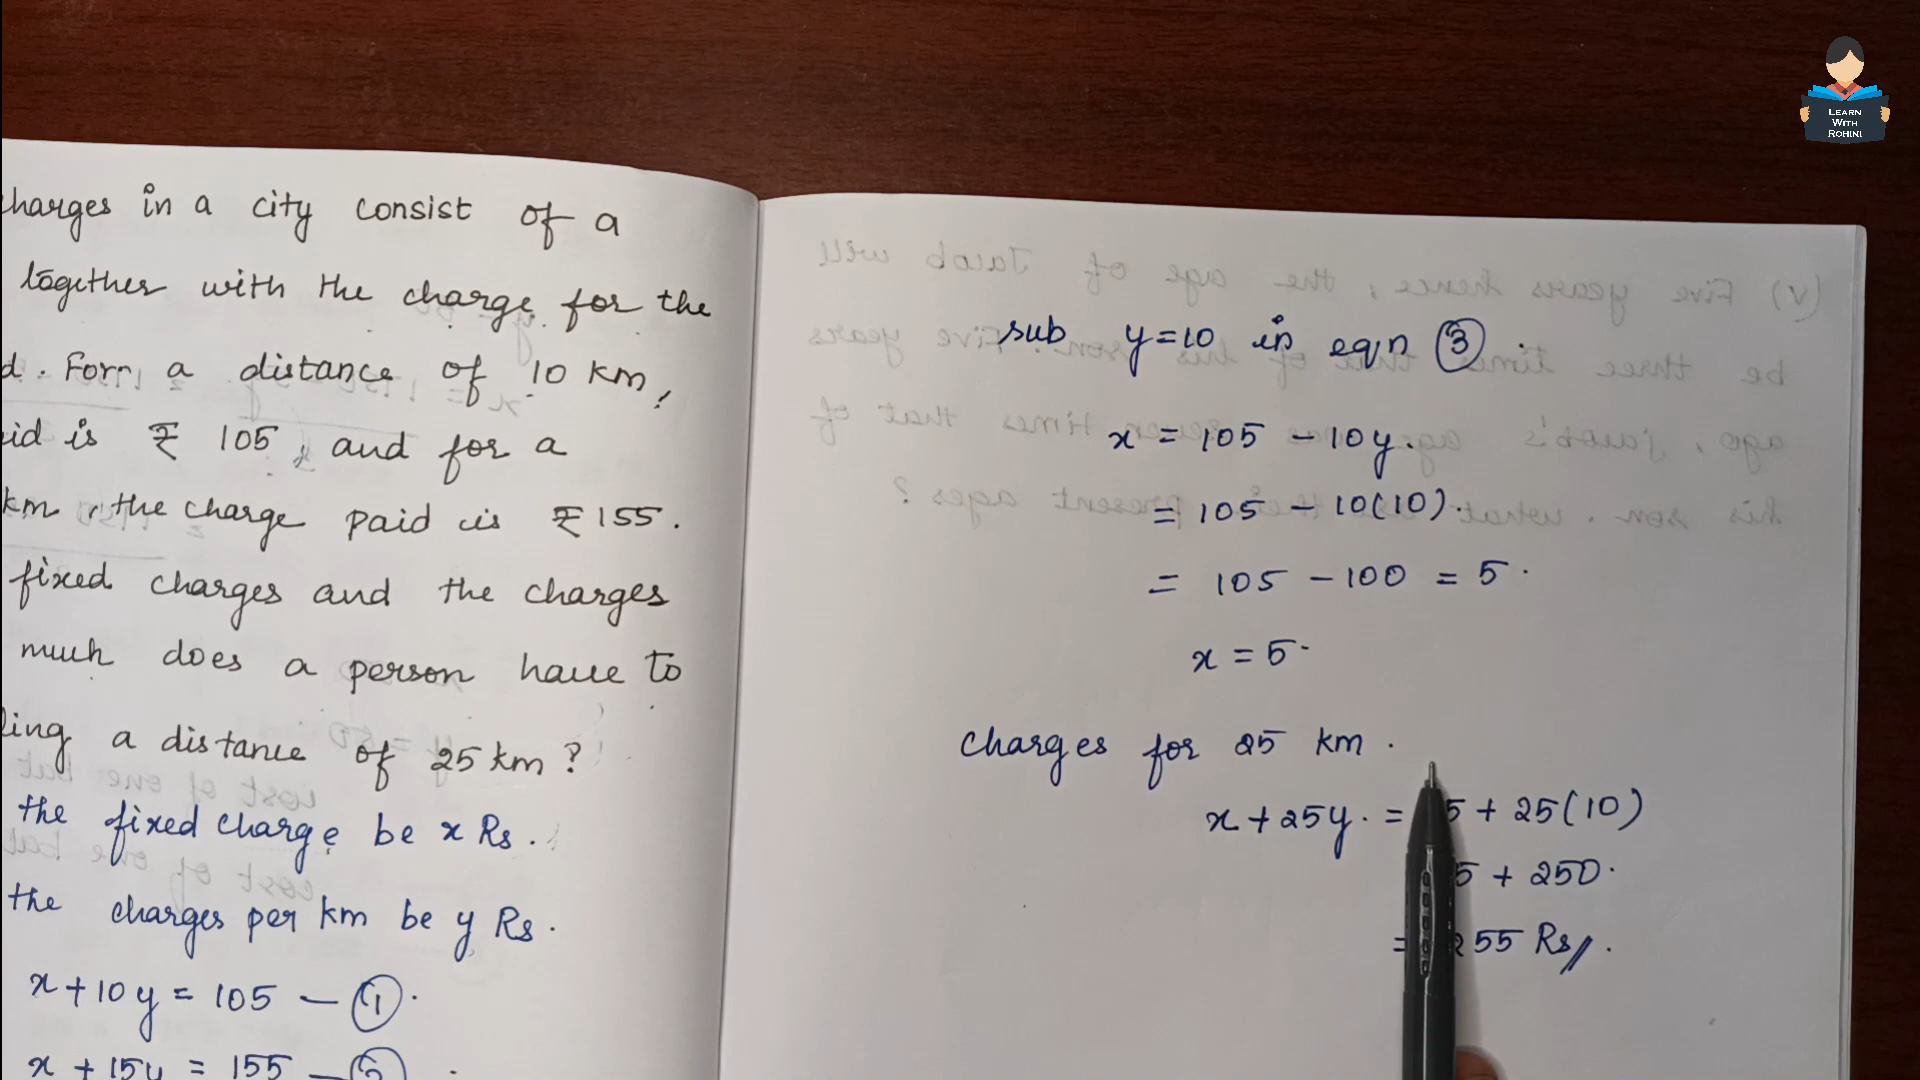 charges in a city consist of a
together with the charge for the
d. For a distance of 10 km,
id is ₹ 105, and for a
km, the charge paid is ₹155.
fixed charges and the charges
much does a person have to
ling a distance of 25 km?
the fixed charge be x Rs.
the charges per km be y Rs.
x + 10y = 105 — ①
x + 15y = 155 — ②
sub y = 10 in eqn ③.
x = 105 - 10y.
= 105 - 10(10).
= 105 - 100 = 5.
x = 5.
Charges for 25 km.
x + 25y. = 5 + 25(10)
5 + 250.
= 255 Rs//.
LEARN
WITH
ROHINI